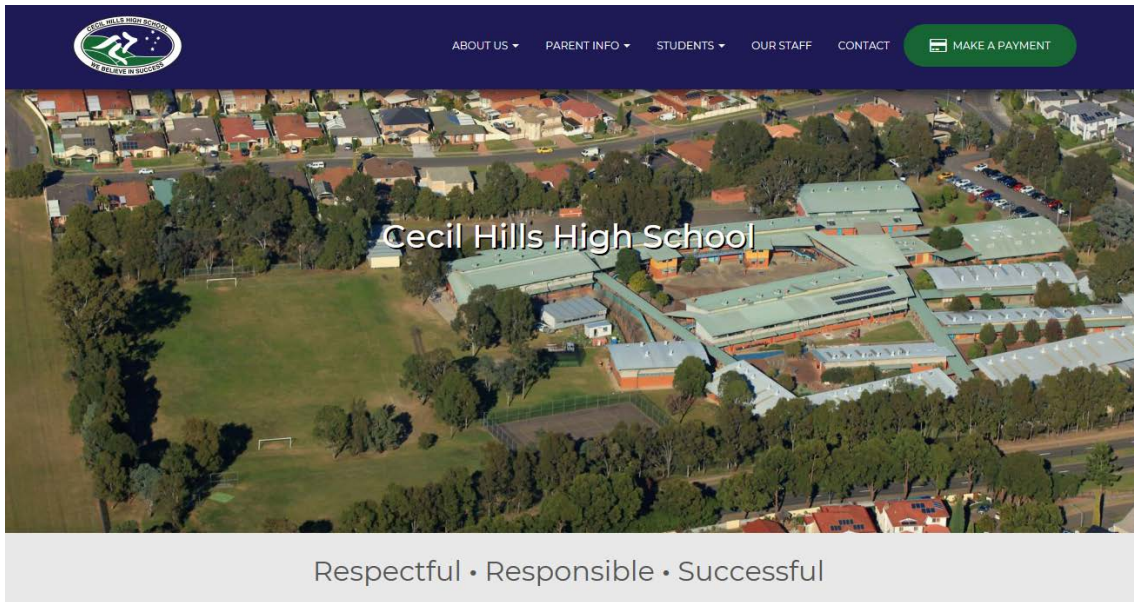 CECIL HILLS HIGH SCHOOL
WE BELIEVE IN SUCCESS
ABOUT US
PARENT INFO
STUDENTS
OUR STAFF
CONTACT
MAKE A PAYMENT
Cecil Hills High School
Respectful • Responsible • Successful